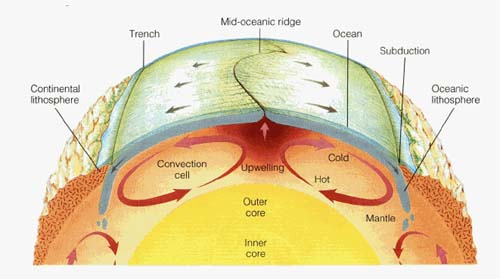 Mid-oceanic ridge
Trench
Ocean
Subduction
Continental
lithosphere
Oceanic
lithosphere
Convection
cell
Upwelling
Cold
Hot
Mantle
Outer
core
Inner
core